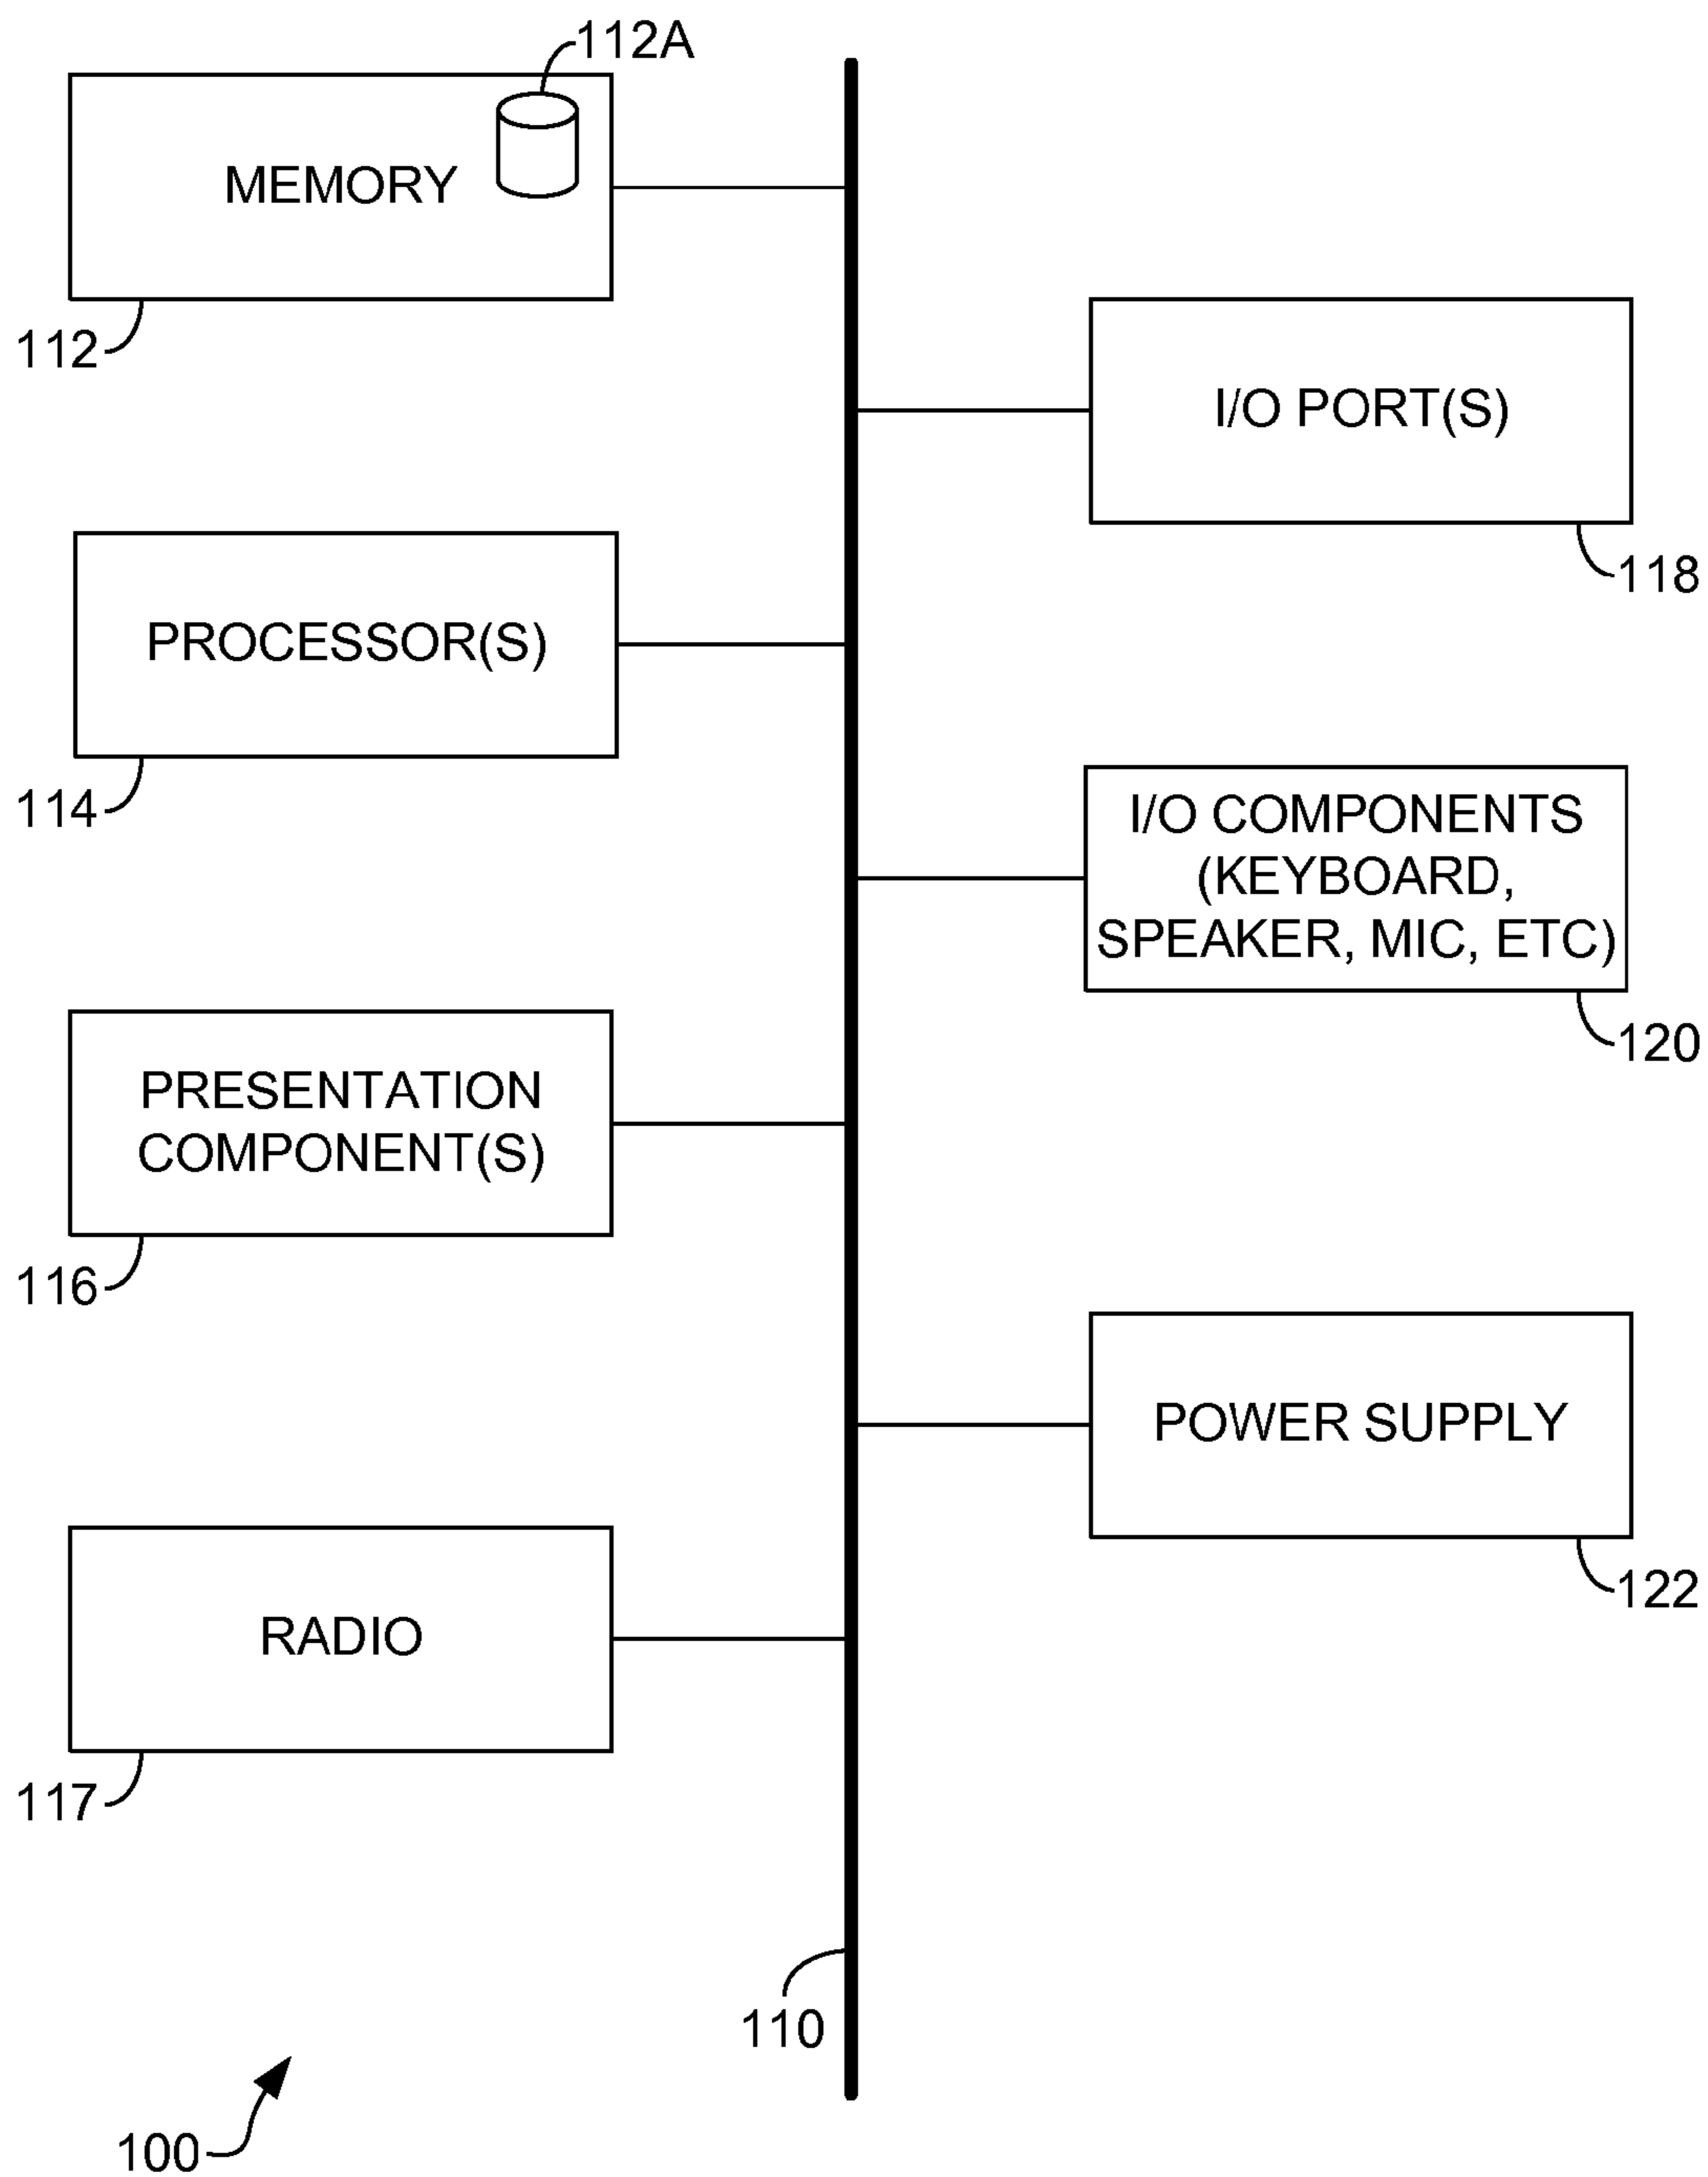 112A
MEMORY
112
I/O PORT(S)
118
PROCESSOR(S)
114
I/O COMPONENTS
(KEYBOARD,
SPEAKER, MIC, ETC)
120
PRESENTATION
COMPONENT(S)
116
POWER SUPPLY
122
RADIO
117
110
100